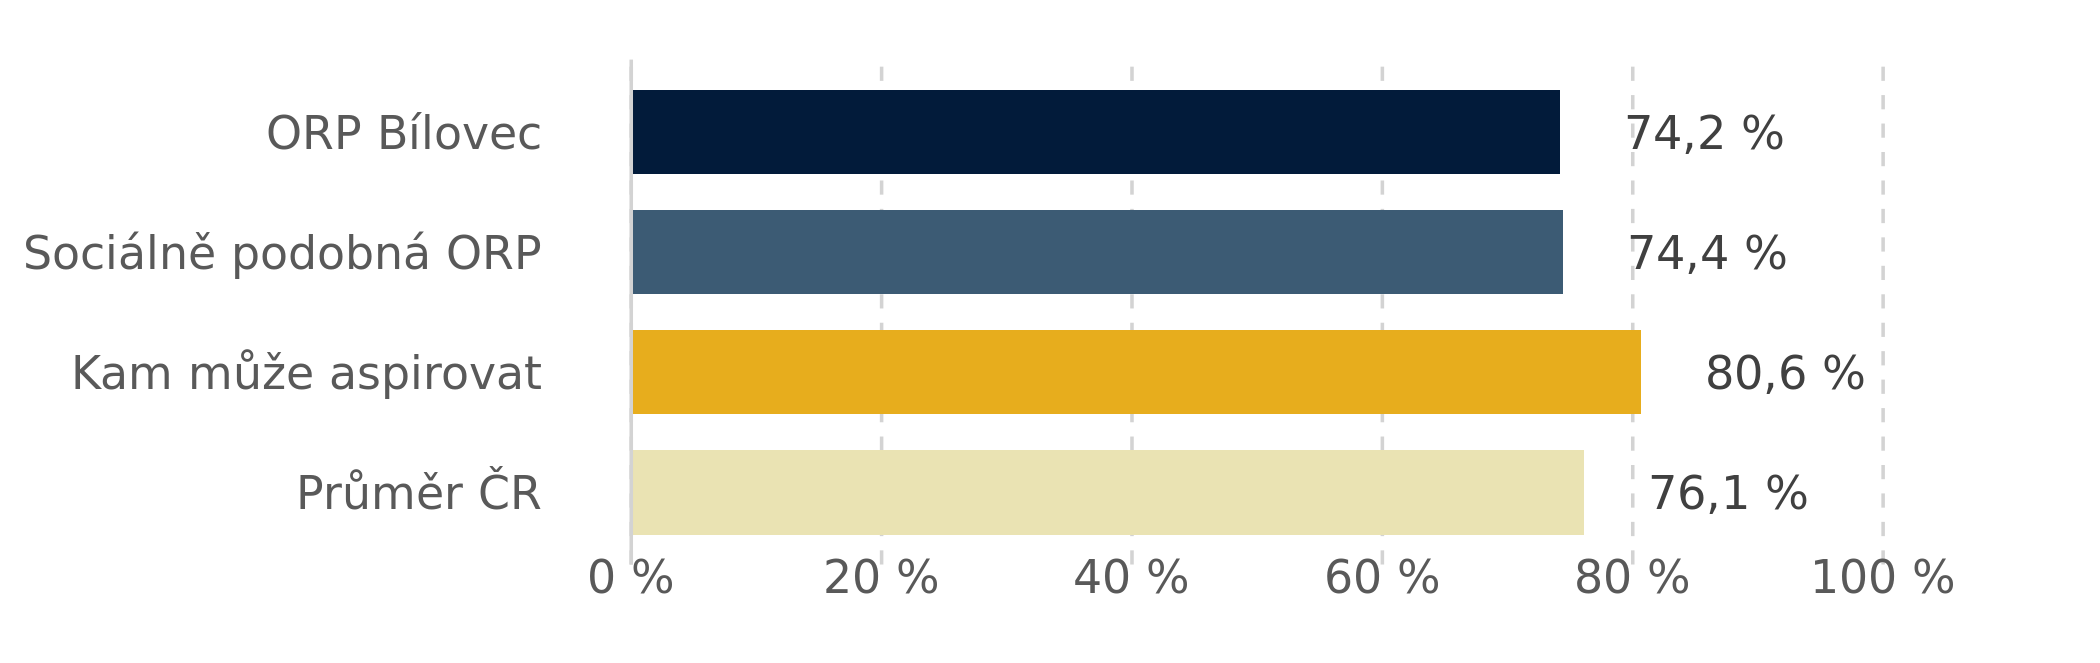 ORP Bílovec 74,2 %
Sociálně podobná ORP 74,4 %
Kam může aspirovat 80,6 %
Průměr ČR 76,1 %
0 % 20 % 40 % 60 % 80 % 100 %